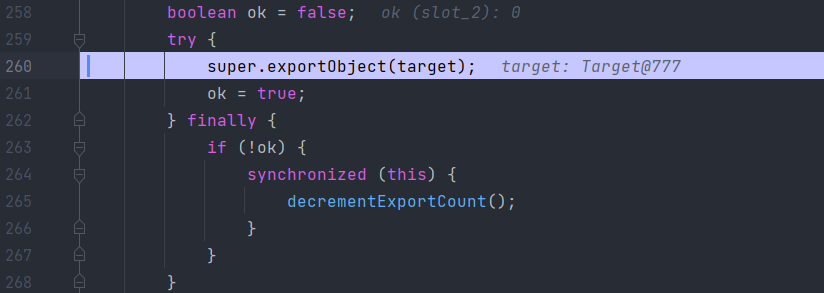 258 boolean ok = false; ok (slot_2): 0
259 try {
260 super.exportObject(target); target: Target@777
261 ok = true;
262 } finally {
263 if (!ok) {
264 synchronized (this) {
265 decrementExportCount();
266 }
267 }
268 }